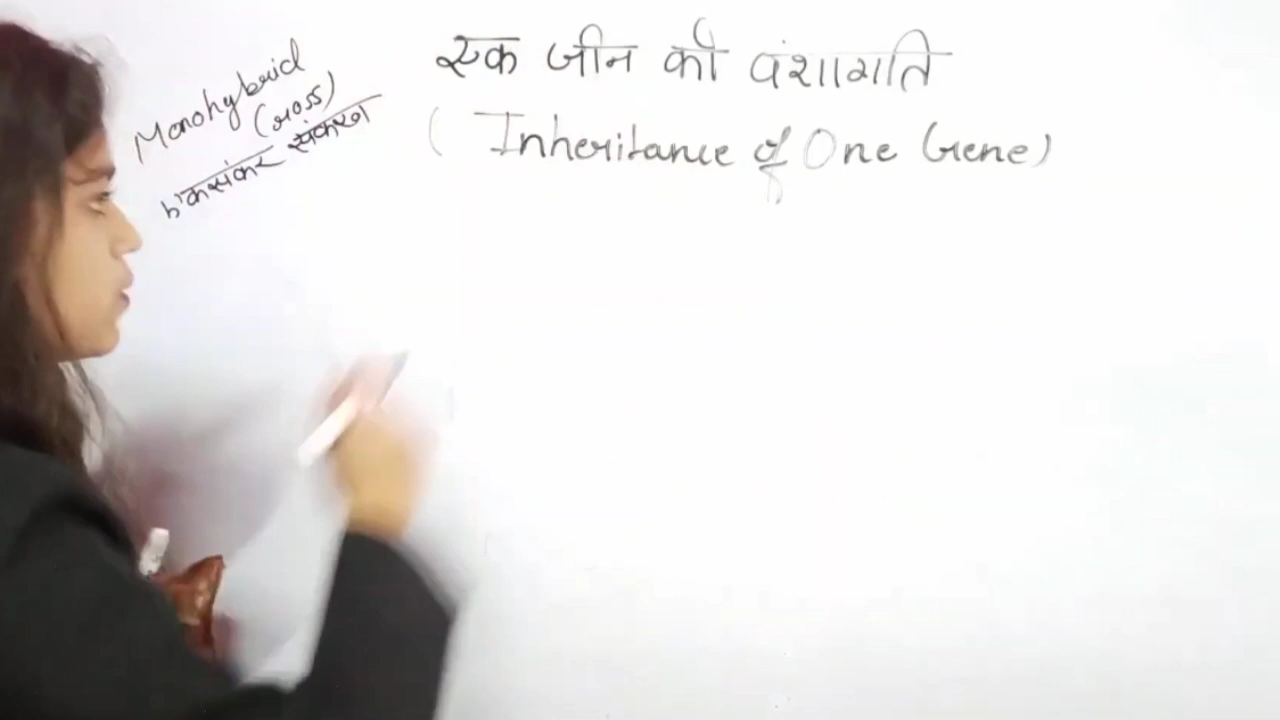 एक जीन की वंशागति
(Inheritance of One Gene)
Monohybrid
(cross)
एकसंकर संकरण